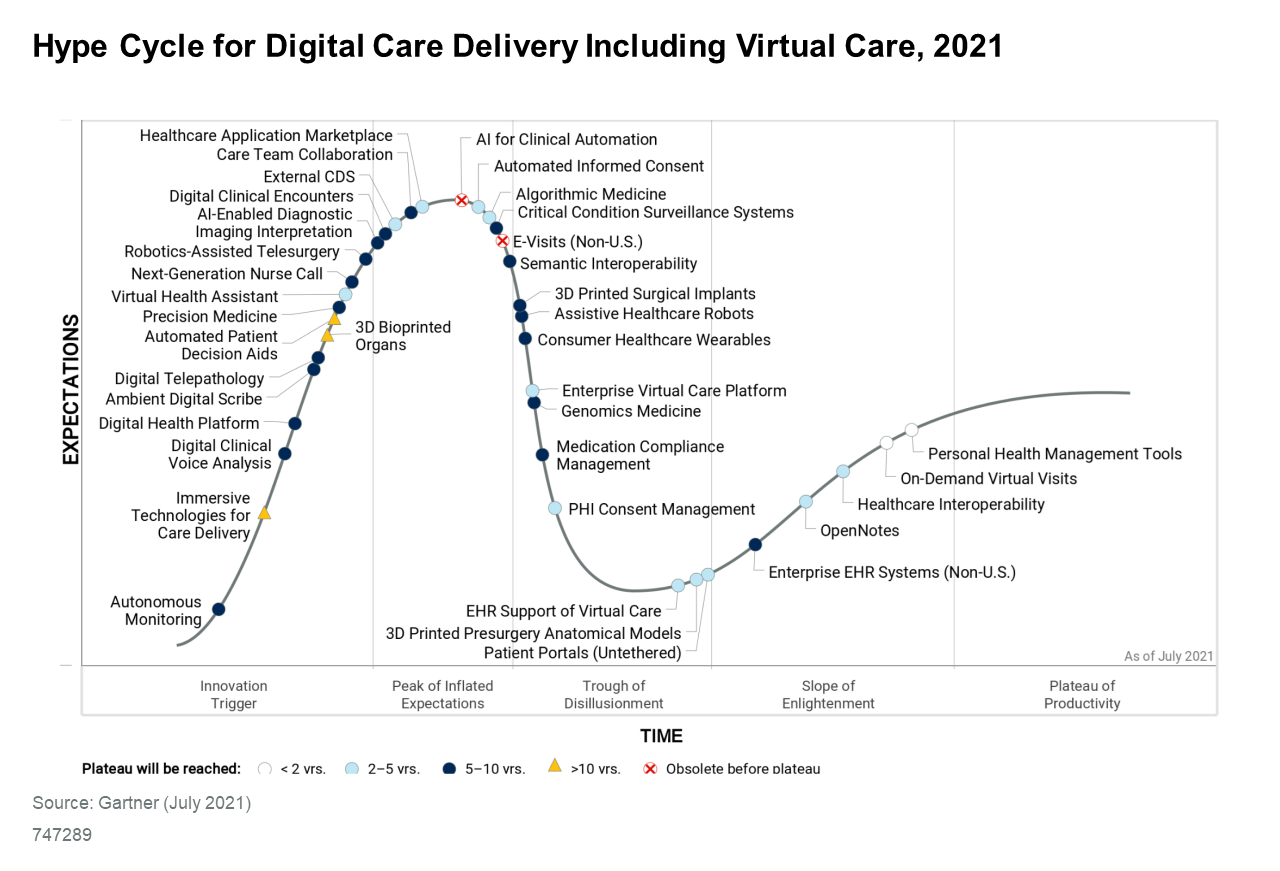 Hype Cycle for Digital Care Delivery Including Virtual Care, 2021
Healthcare Application Marketplace
Care Team Collaboration
External CDS
Digital Clinical Encounters
AI-Enabled Diagnostic
Imaging Interpretation
Robotics-Assisted Telesurgery
Next-Generation Nurse Call
Virtual Health Assistant
Precision Medicine
Automated Patient
Decision Aids
3D Bioprinted
Organs
Digital Telepathology
Ambient Digital Scribe
Digital Health Platform
Digital Clinical
Voice Analysis
Immersive
Technologies for
Care Delivery
Autonomous
Monitoring
AI for Clinical Automation
Automated Informed Consent
Algorithmic Medicine
Critical Condition Surveillance Systems
E-Visits (Non-U.S.)
Semantic Interoperability
3D Printed Surgical Implants
Assistive Healthcare Robots
Consumer Healthcare Wearables
Enterprise Virtual Care Platform
Genomics Medicine
Medication Compliance
Management
PHI Consent Management
EHR Support of Virtual Care
3D Printed Presurgery Anatomical Models
Patient Portals (Untethered)
Personal Health Management Tools
On-Demand Virtual Visits
Healthcare Interoperability
OpenNotes
Enterprise EHR Systems (Non-U.S.)
EXPECTATIONS
As of July 2021
Innovation
Trigger
Peak of Inflated
Expectations
Trough of
Disillusionment
Slope of
Enlightenment
Plateau of
Productivity
TIME
Plateau will be reached: < 2 yrs. 2–5 yrs. 5–10 yrs. >10 yrs. Obsolete before plateau
Source: Gartner (July 2021)
747289